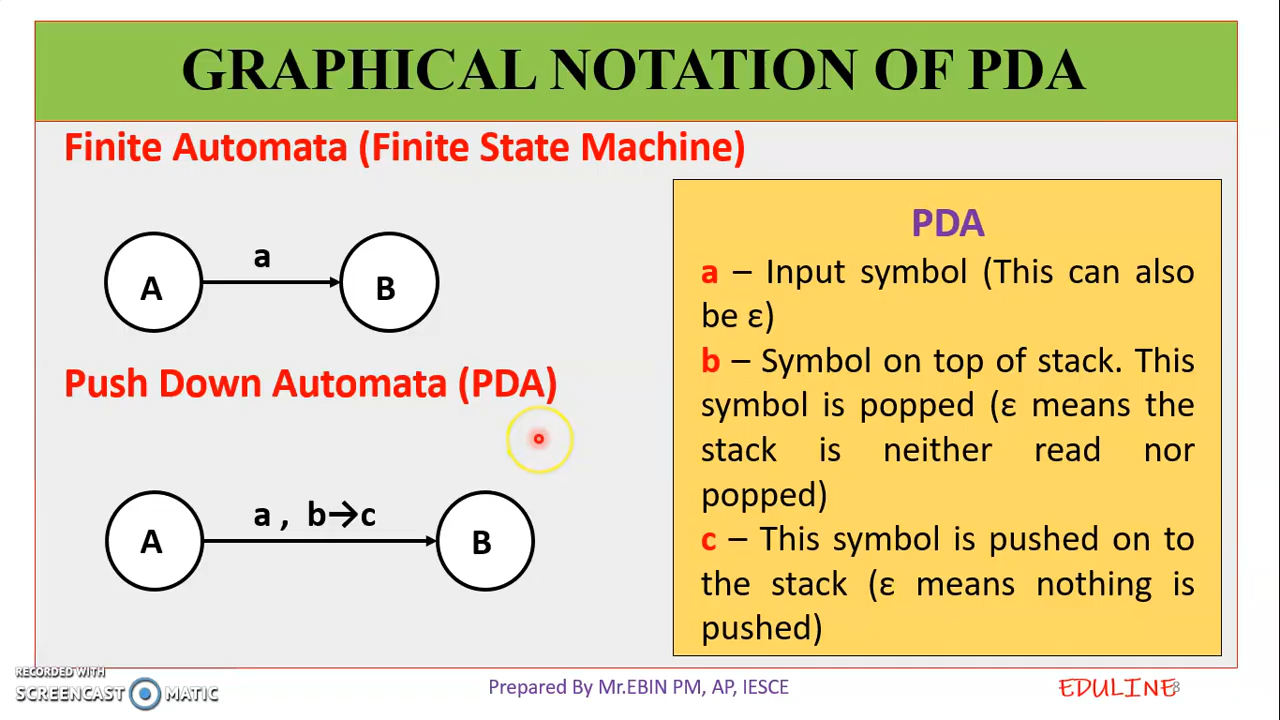 GRAPHICAL NOTATION OF PDA
Finite Automata (Finite State Machine)
A
a
B
Push Down Automata (PDA)
A
a , b→c
B
PDA
a – Input symbol (This can also
be ε)
b – Symbol on top of stack. This
symbol is popped (ε means the
stack is neither read nor
popped)
c – This symbol is pushed on to
the stack (ε means nothing is
pushed)
RECORDED WITH
SCREENCAST MATIC
Prepared By Mr.EBIN PM, AP, IESCE
EDULINE 3